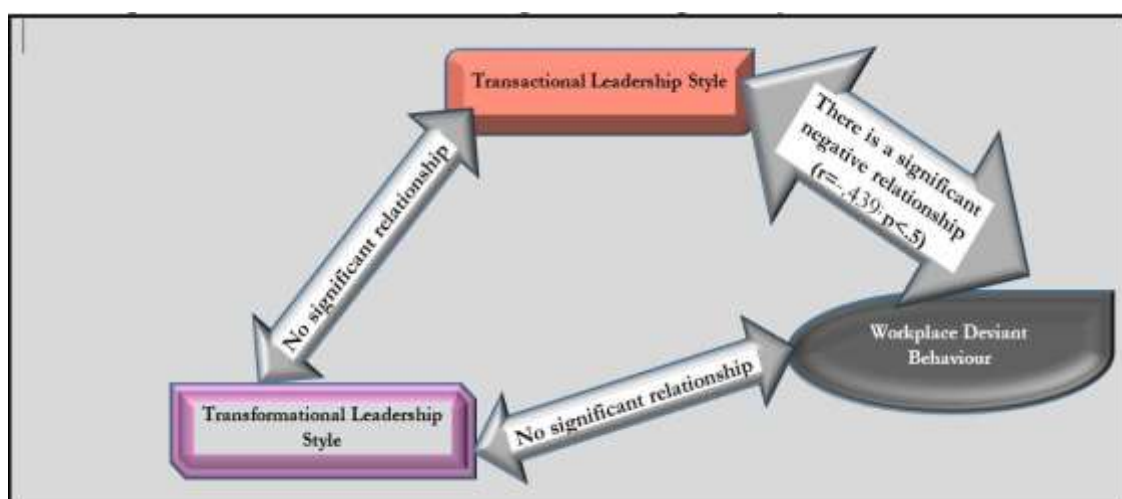 Transactional Leadership Style
There is a significant
negative relationship
(r=-.439; p<.5)
No significant relationship
Workplace Deviant
Behaviour
No significant relationship
Transformational Leadership
Style